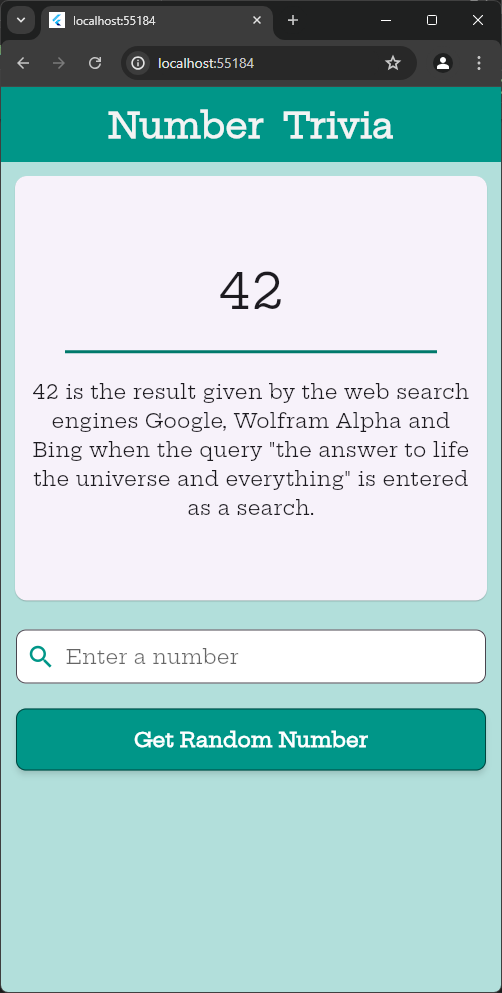 localhost:55184
localhost:55184
Number Trivia
42
42 is the result given by the web search
engines Google, Wolfram Alpha and
Bing when the query "the answer to life
the universe and everything" is entered
as a search.
Enter a number
Get Random Number